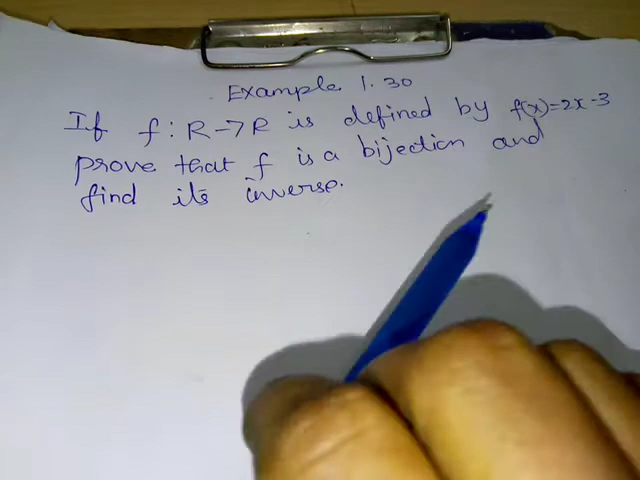 Example 1.30
If f : R → R is defined by f(x)=2x-3
prove that f is a bijection and
find its inverse.